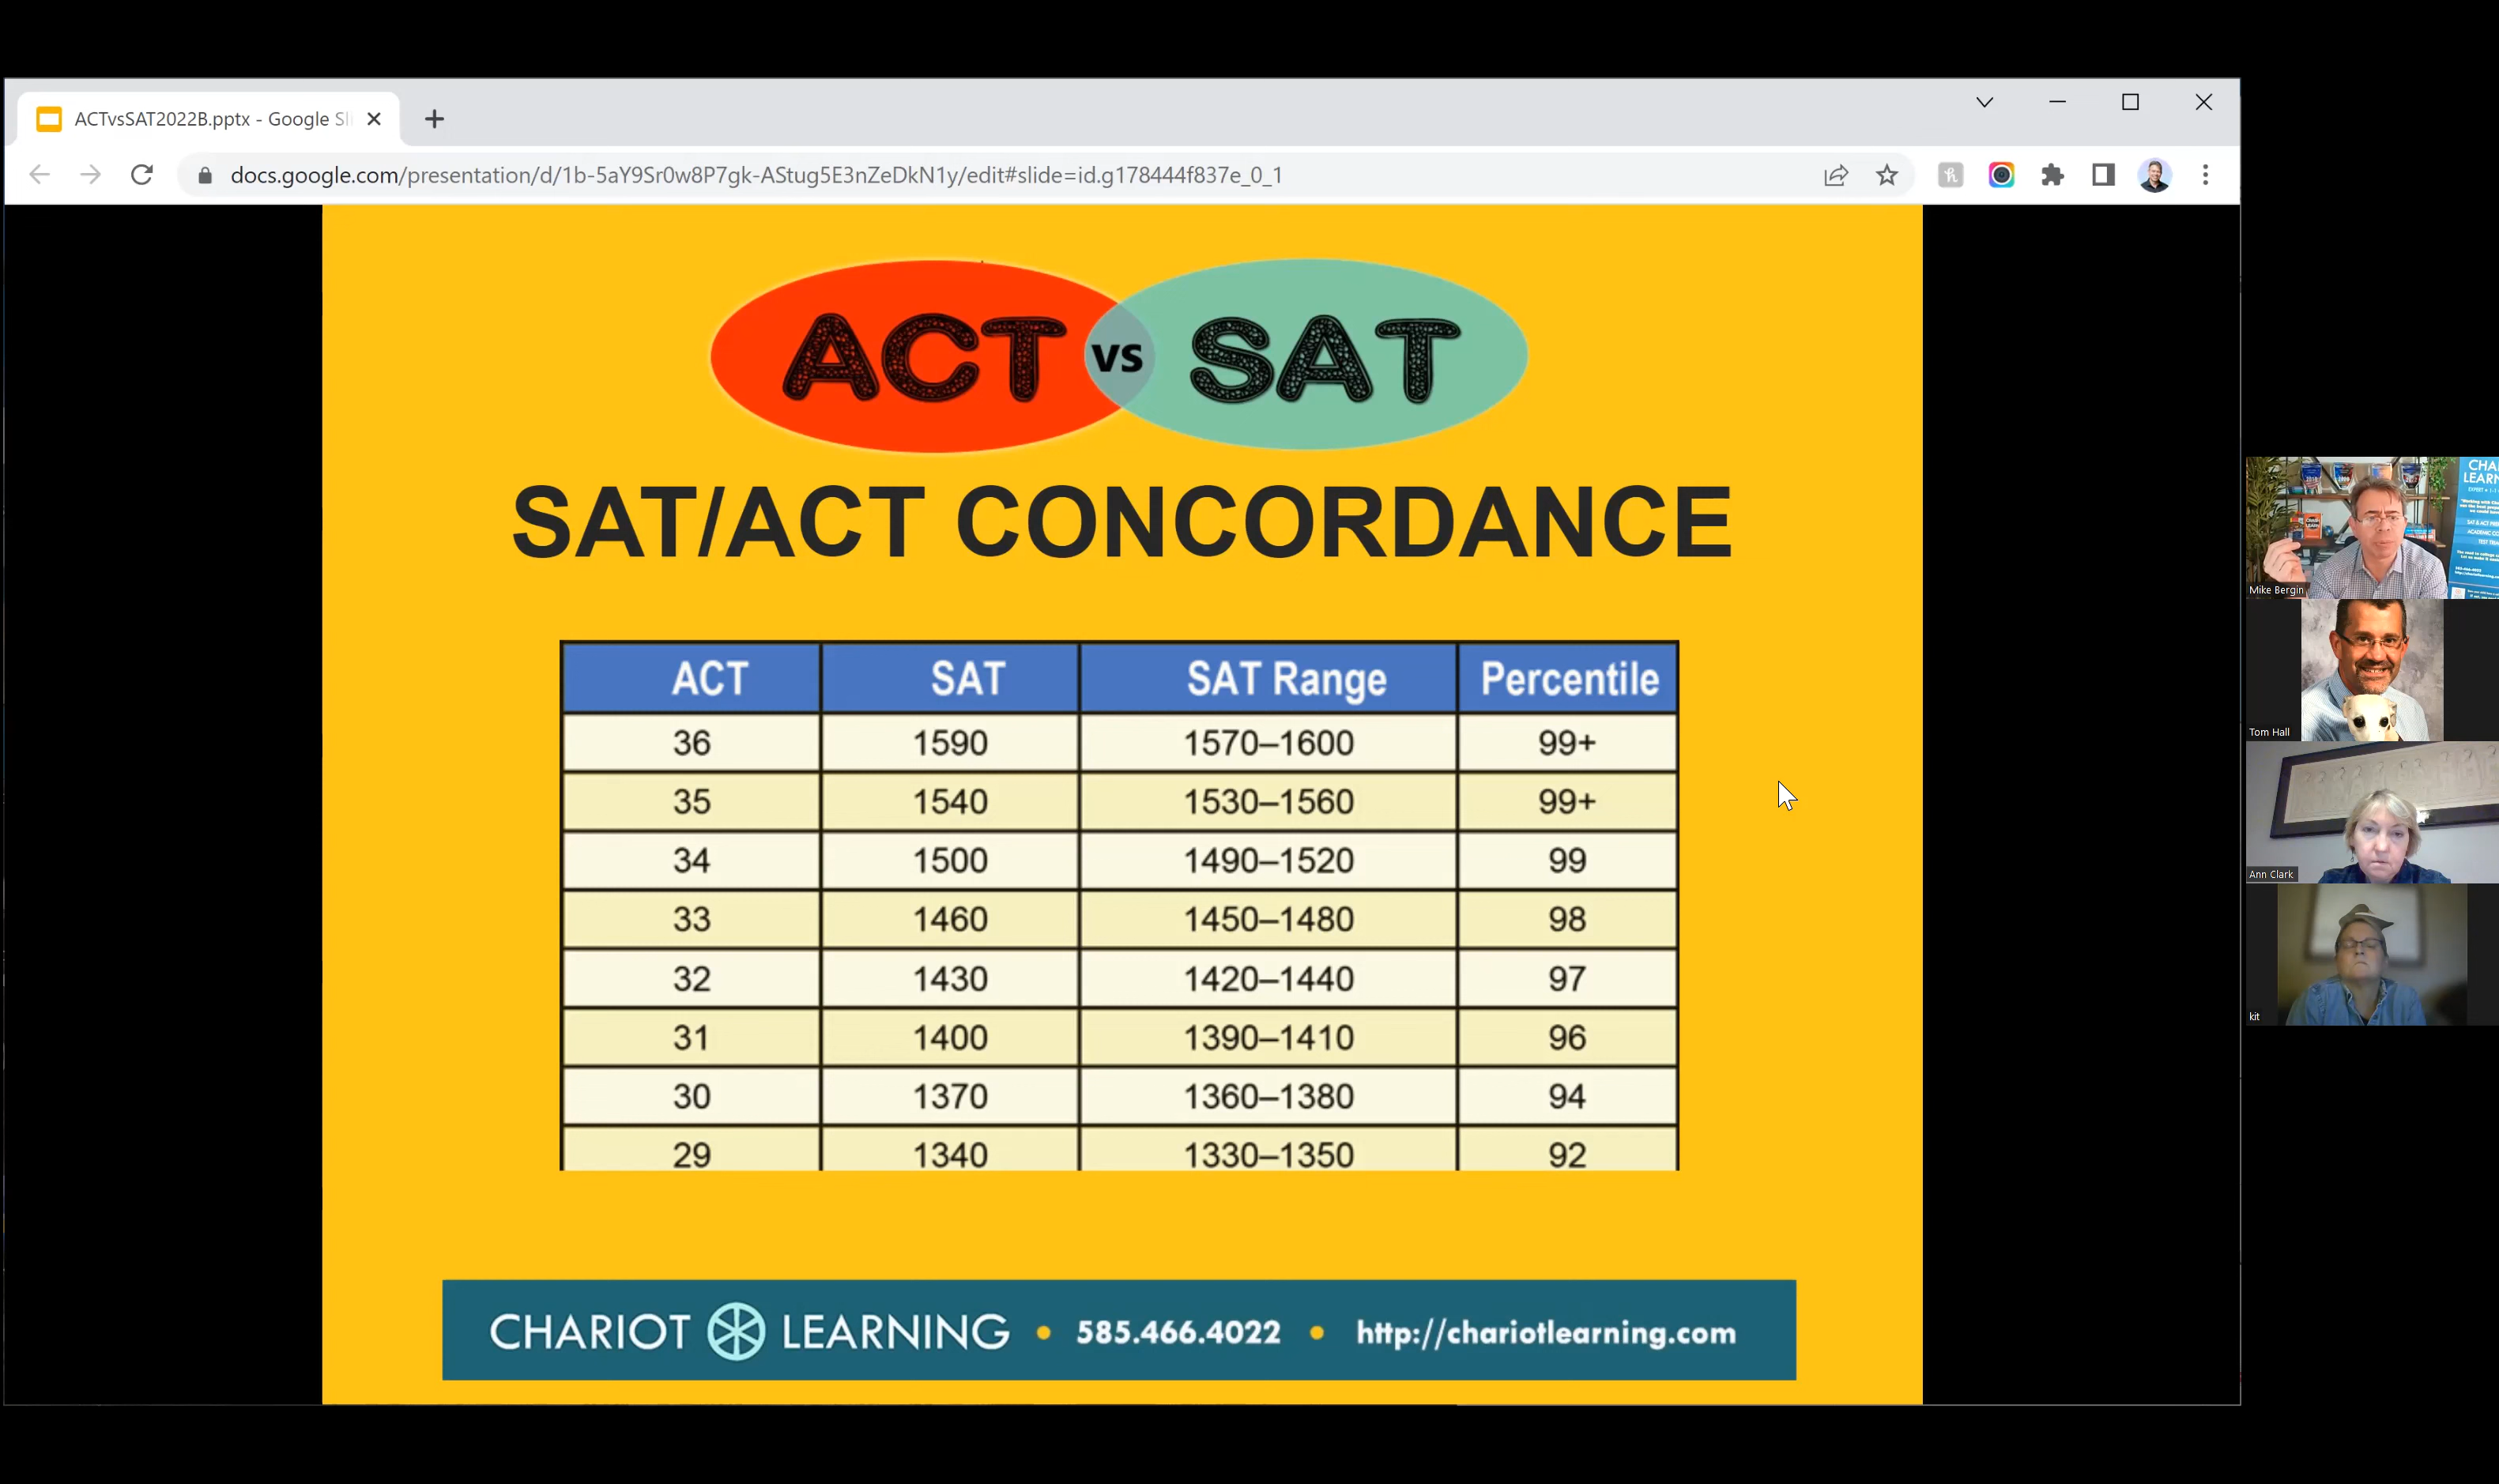 ACTvsSAT2022B.pptx - Google Sli
docs.google.com/presentation/d/1b-5aY9Sr0w8P7gk-AStug5E3nZeDkN1y/edit#slide=id.g178444f837e_0_1
ACT vs SAT
SAT/ACT CONCORDANCE
ACT SAT SAT Range Percentile
36 1590 1570–1600 99+
35 1540 1530–1560 99+
34 1500 1490–1520 99
33 1460 1450–1480 98
32 1430 1420–1440 97
31 1400 1390–1410 96
30 1370 1360–1380 94
29 1340 1330–1350 92
CHARIOT LEARNING • 585.466.4022 • http://chariotlearning.com
CHA
LEARN
Mike Bergin
Tom Hall
Ann Clark
kit